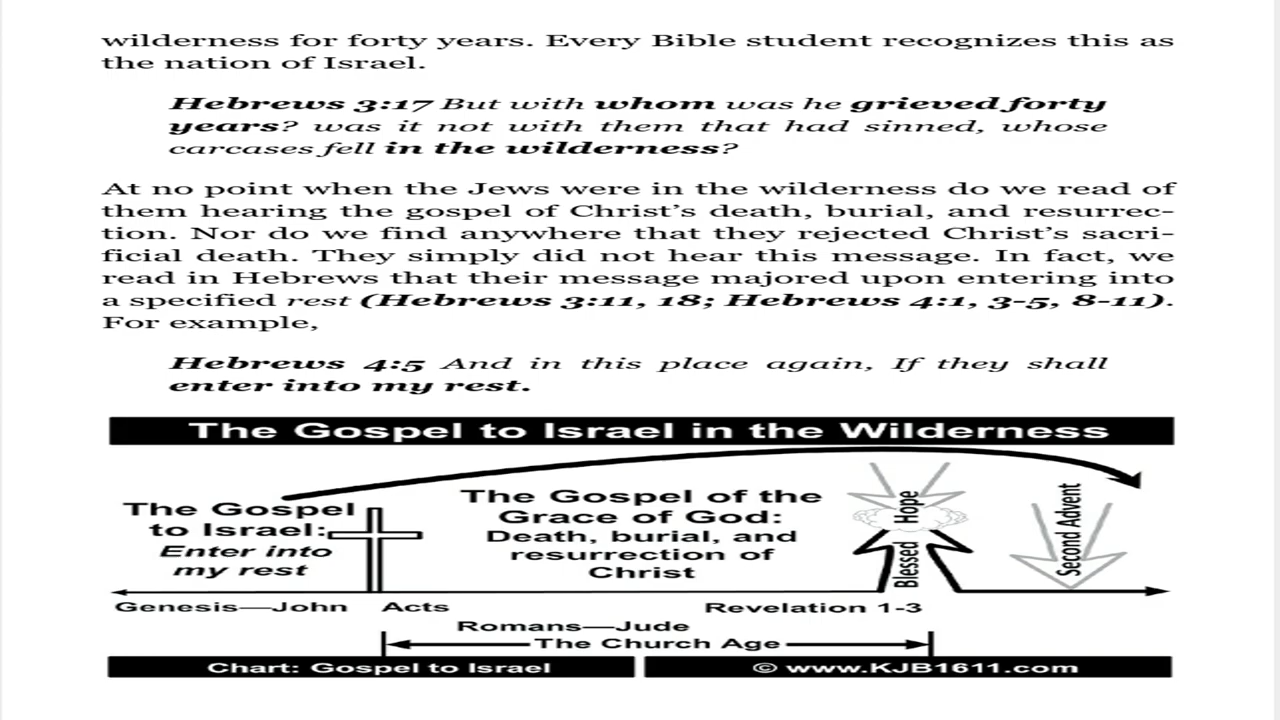 wilderness for forty years. Every Bible student recognizes this as
the nation of Israel.
Hebrews 3:17 But with whom was he grieved forty
years? was it not with them that had sinned, whose
carcases fell in the wilderness?
At no point when the Jews were in the wilderness do we read of
them hearing the gospel of Christ's death, burial, and resurrec-
tion. Nor do we find anywhere that they rejected Christ's sacri-
ficial death. They simply did not hear this message. In fact, we
read in Hebrews that their message majored upon entering into
a specified rest (Hebrews 3:11, 18; Hebrews 4:1, 3-5, 8-11).
For example,
Hebrews 4:5 And in this place again, If they shall
enter into my rest.
The Gospel to Israel in the Wilderness
The Gospel
to Israel:
Enter into
my rest
The Gospel of the
Grace of God:
Death, burial, and
resurrection of
Christ
Blessed Hope
Second Advent
Genesis—John
Acts
Revelation 1-3
Romans—Jude
The Church Age
Chart: Gospel to Israel
© www.KJB1611.com